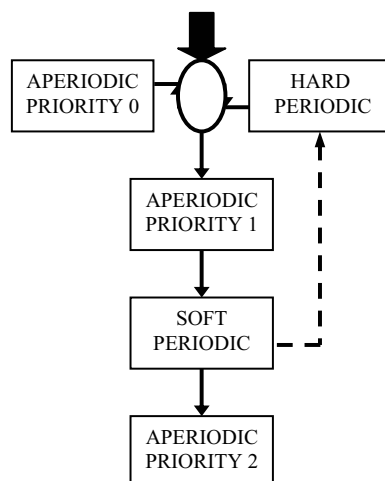 APERIODIC
PRIORITY 0
HARD
PERIODIC
APERIODIC
PRIORITY 1
SOFT
PERIODIC
APERIODIC
PRIORITY 2